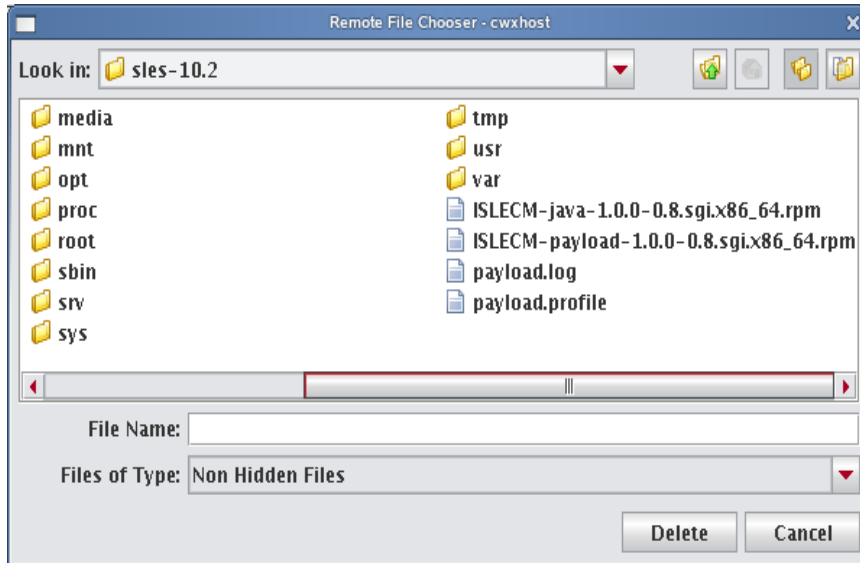 Remote File Chooser - cwxhost
Look in: sles-10.2
media
mnt
opt
proc
root
sbin
srv
sys
tmp
usr
var
ISLECM-java-1.0.0-0.8.sgi.x86_64.rpm
ISLECM-payload-1.0.0-0.8.sgi.x86_64.rpm
payload.log
payload.profile
File Name:
Files of Type: Non Hidden Files
Delete Cancel